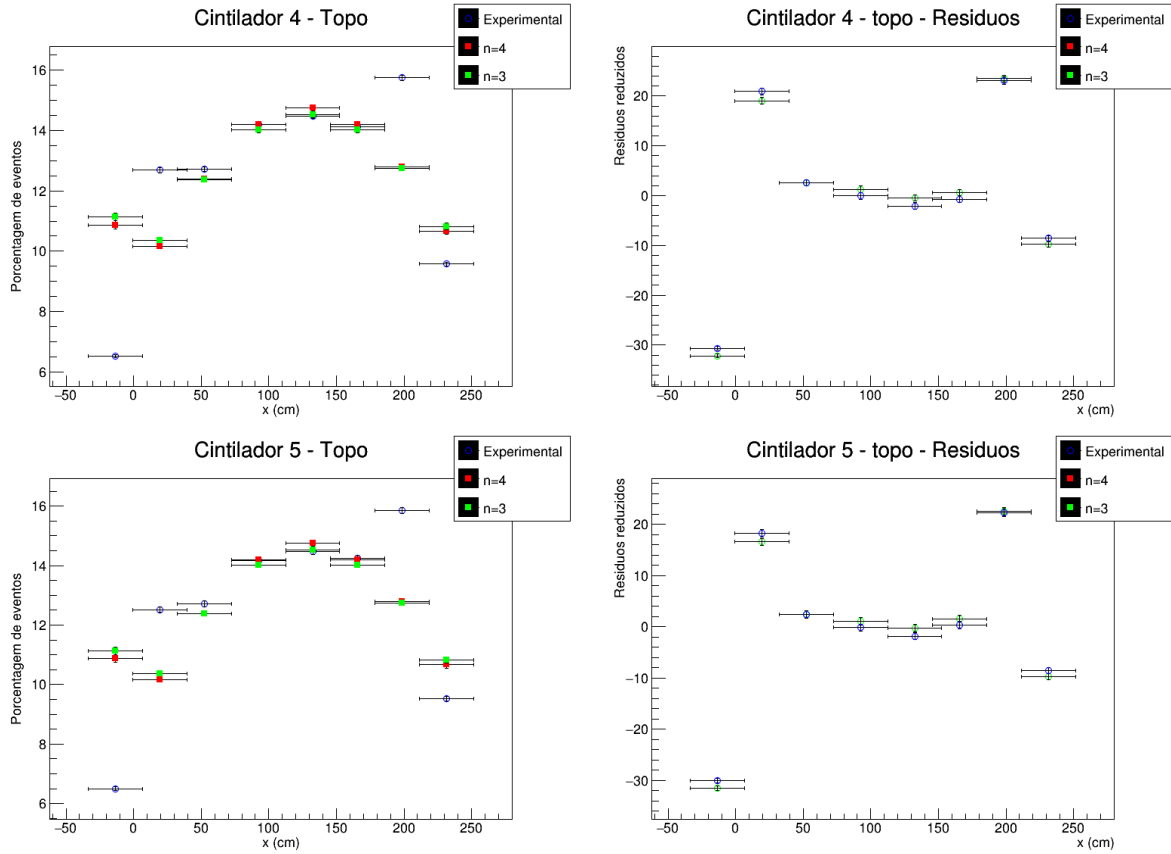 Cintilador 4 - Topo
Experimental
n=4
n=3
Porcentagem de eventos
16
14
12
10
8
6
−50 0 50 100 150 200 250
x (cm)
Cintilador 4 - topo - Residuos
Experimental
n=4
n=3
Residuos reduzidos
20
10
0
−10
−20
−30
−50 0 50 100 150 200 250
x (cm)
Cintilador 5 - Topo
Experimental
n=4
n=3
Porcentagem de eventos
16
14
12
10
8
6
−50 0 50 100 150 200 250
x (cm)
Cintilador 5 - topo - Residuos
Experimental
n=4
n=3
Residuos reduzidos
20
10
0
−10
−20
−30
−50 0 50 100 150 200 250
x (cm)